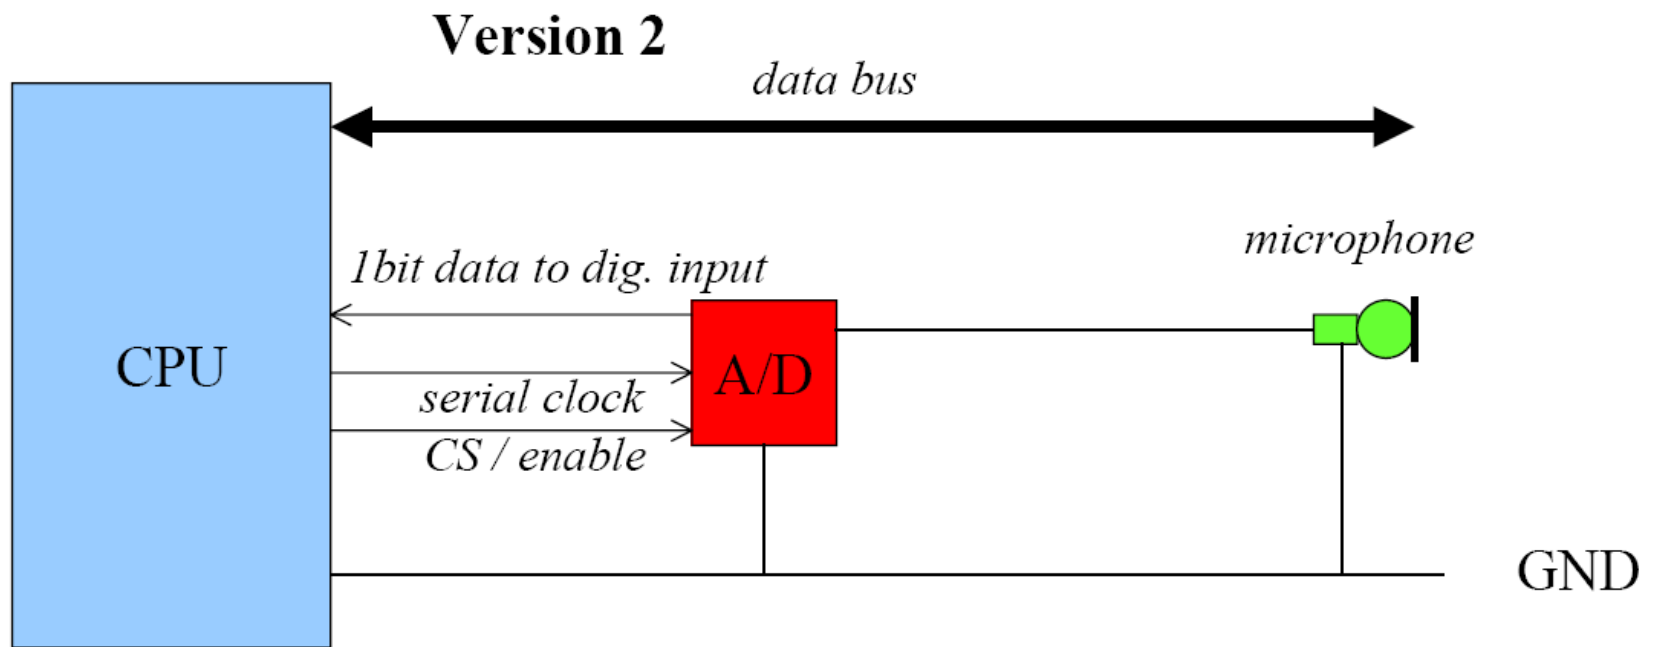 Version 2
data bus
microphone
1bit data to dig. input
CPU
A/D
serial clock
CS / enable
GND